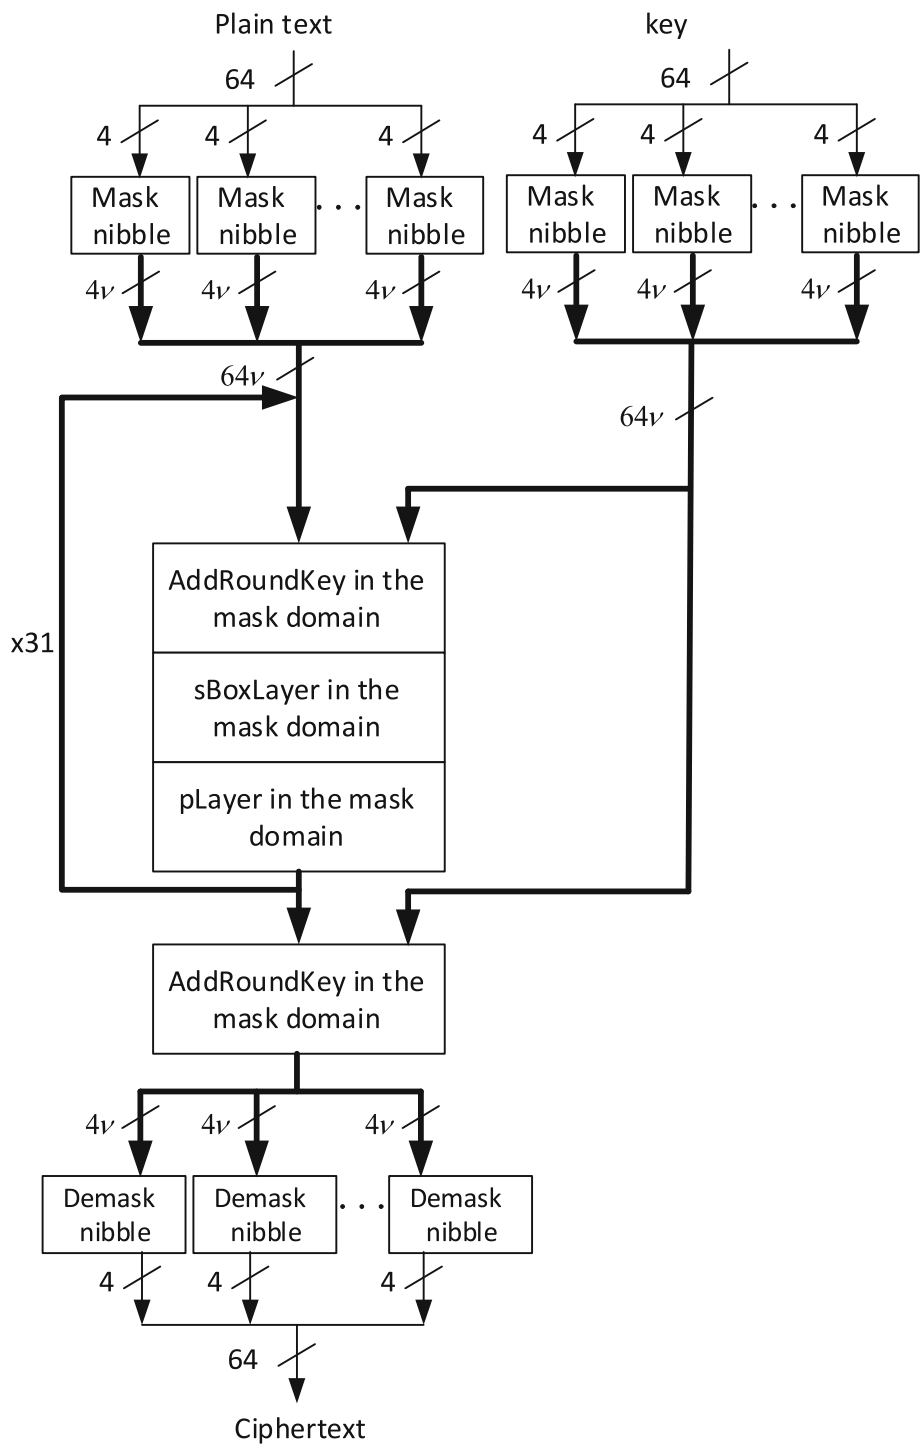 Plain text
key
64
64
4
4
4
4
4
4
Mask
nibble
Mask
nibble
. . .
Mask
nibble
Mask
nibble
Mask
nibble
. . .
Mask
nibble
4ν
4ν
4ν
4ν
4ν
4ν
64ν
64ν
AddRoundKey in the
mask domain
x31
sBoxLayer in the
mask domain
pLayer in the mask
domain
AddRoundKey in the
mask domain
4ν
4ν
4ν
Demask
nibble
Demask
nibble
. . .
Demask
nibble
4
4
4
64
Ciphertext